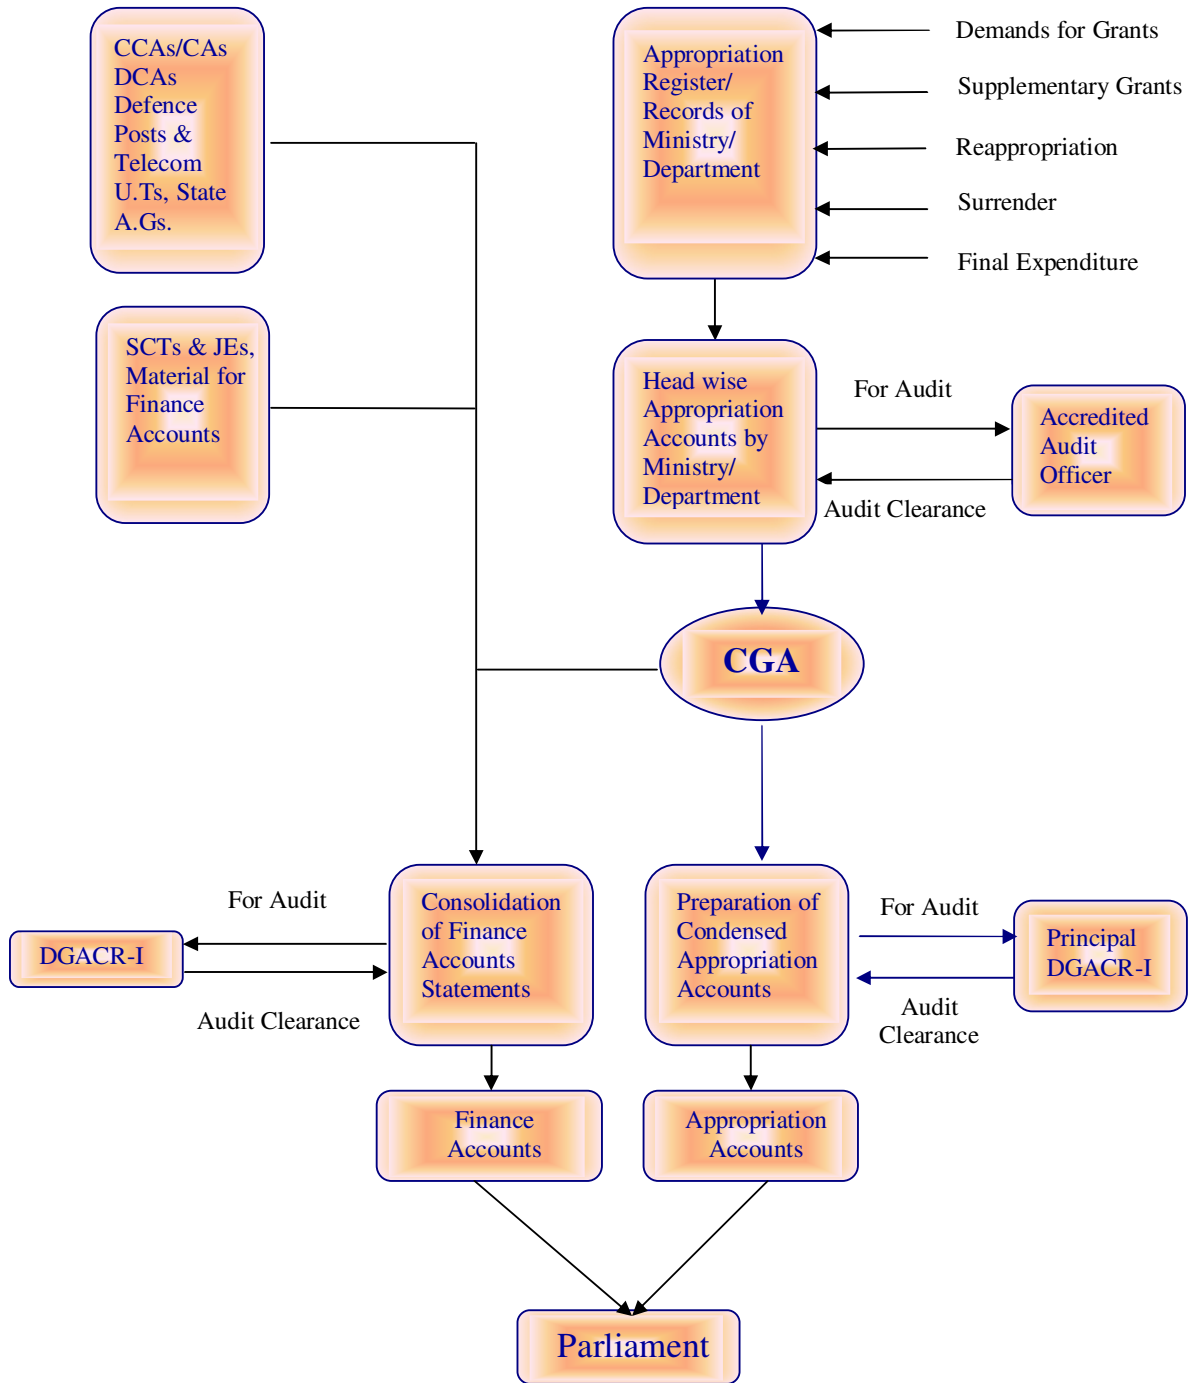 CCAs/CAs
DCAs
Defence
Posts &
Telecom
U.Ts, State
A.Gs.
Appropriation
Register/
Records of
Ministry/
Department
Demands for Grants
Supplementary Grants
Reappropriation
Surrender
Final Expenditure
SCTs & JEs,
Material for
Finance
Accounts
Head wise
Appropriation
Accounts by
Ministry/
Department
For Audit
Audit Clearance
Accredited
Audit
Officer
CGA
For Audit
DGACR-I
Audit Clearance
Consolidation
of Finance
Accounts
Statements
Preparation of
Condensed
Appropriation
Accounts
For Audit
Audit
Clearance
Principal
DGACR-I
Finance
Accounts
Appropriation
Accounts
Parliament